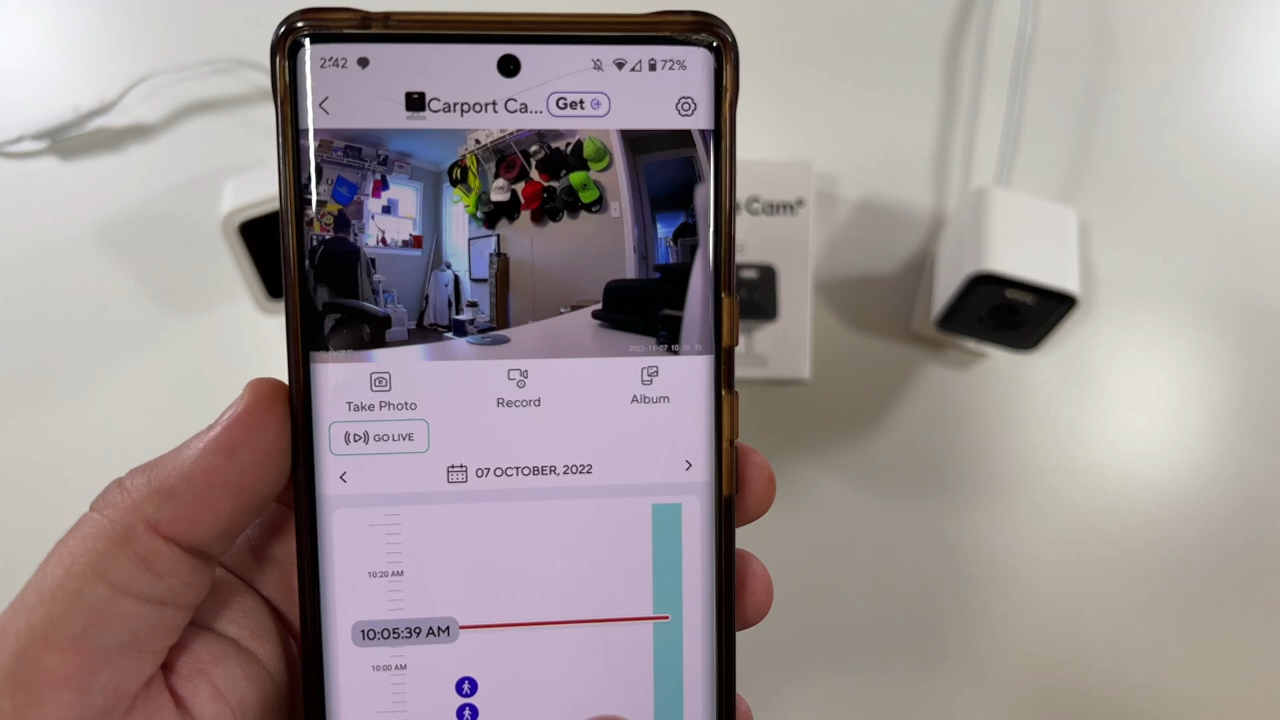 2:42
72%
Carport Ca... Get
Cam
Take Photo
Record
Album
GO LIVE
07 OCTOBER, 2022
10:20 AM
10:05:39 AM
10:00 AM